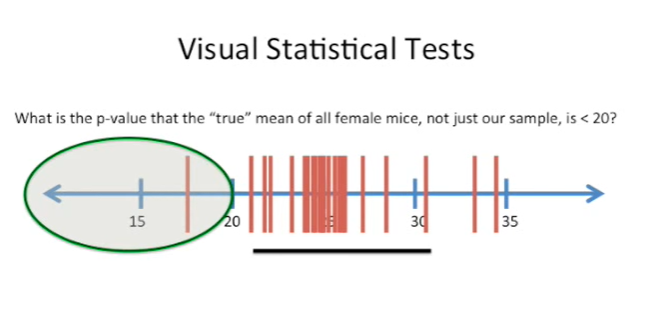 Visual Statistical Tests
What is the p-value that the “true” mean of all female mice, not just our sample, is < 20?
15 20 30 35